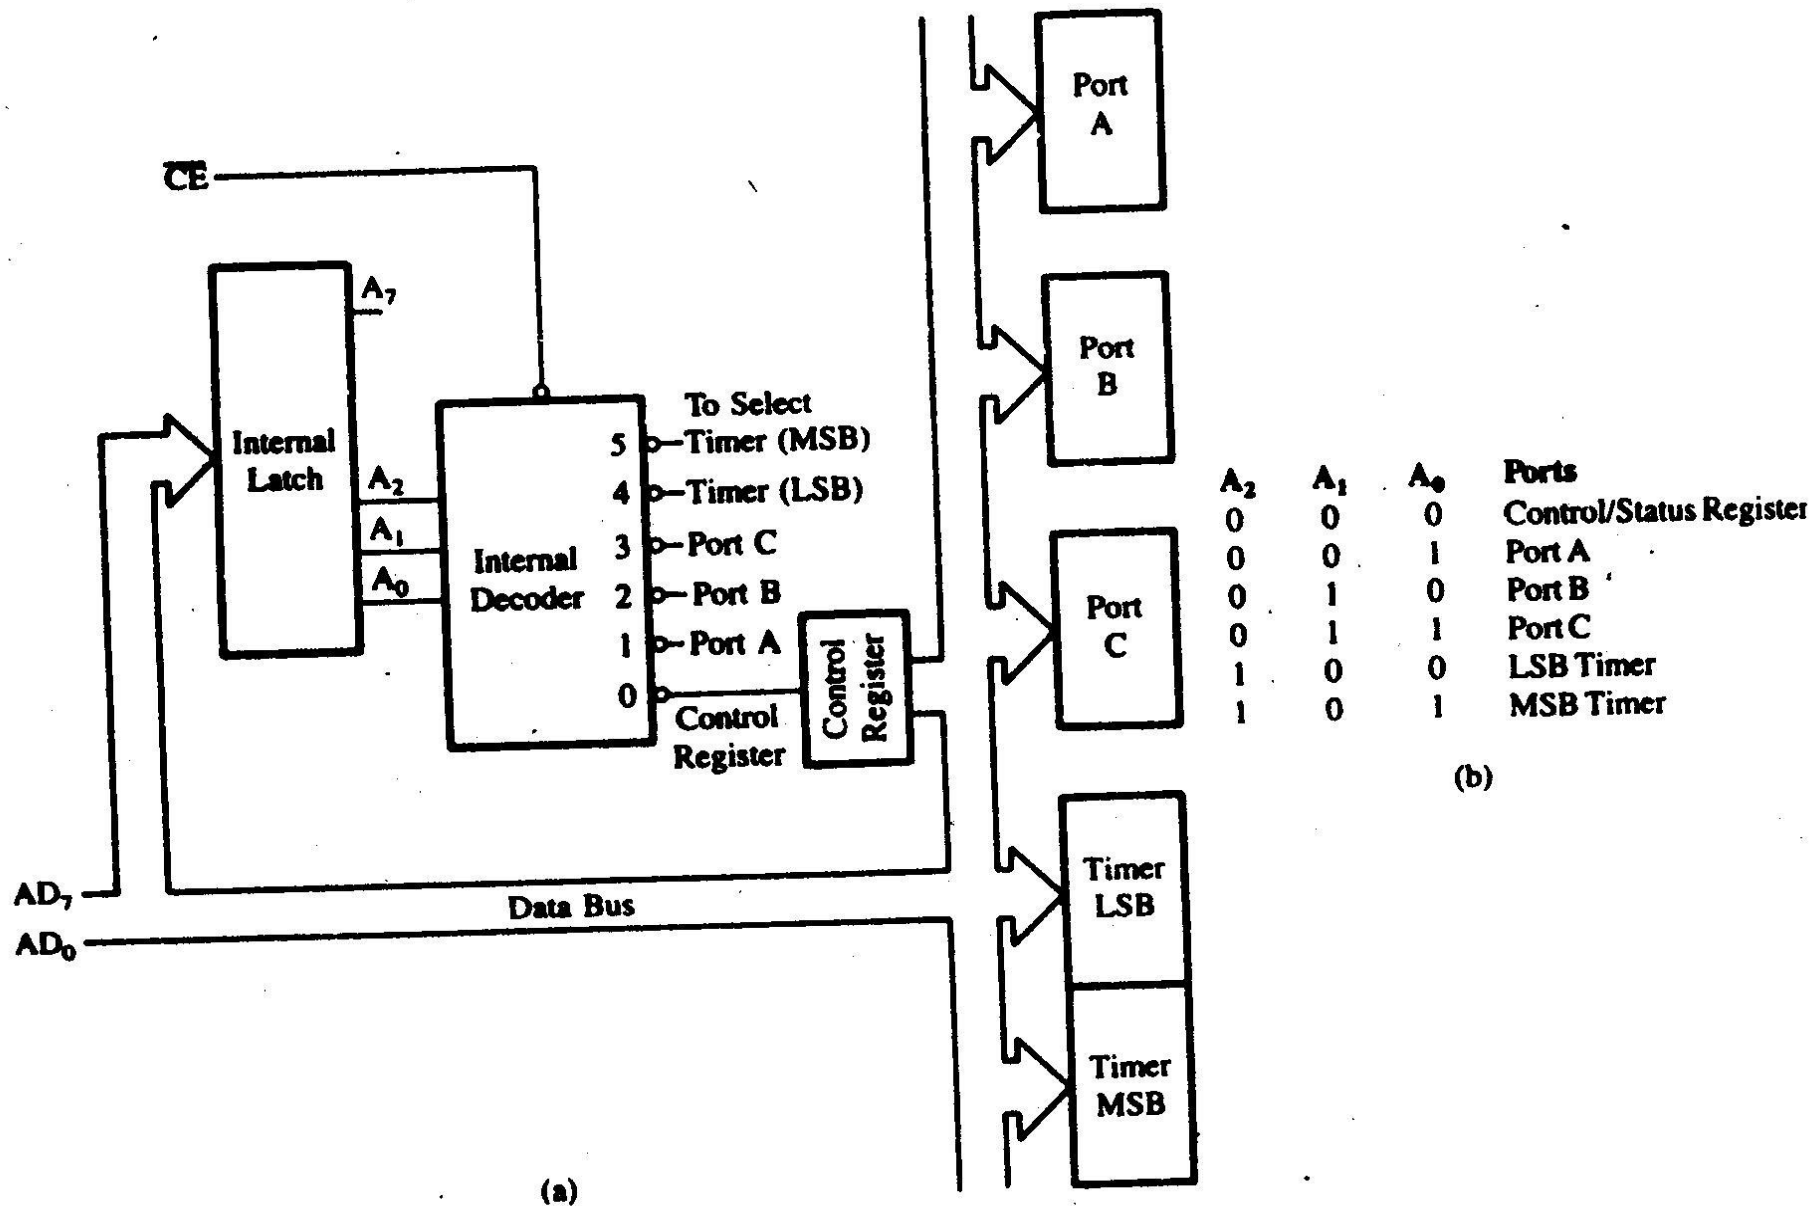 Port
A
C̅E̅
A₇
Port
B
To Select
Internal
Latch
5 Timer (MSB)
A₂
4 Timer (LSB)
A₁
3 Port C
Internal
Decoder
A₀
2 Port B
1 Port A
0
Control
Register
Control
Register
Port
C
A₂ A₁ A₀ Ports
0 0 0 Control/Status Register
0 0 1 Port A
0 1 0 Port B
0 1 1 Port C
1 0 0 LSB Timer
1 0 1 MSB Timer
(b)
Timer
LSB
AD₇
Data Bus
AD₀
Timer
MSB
(a)